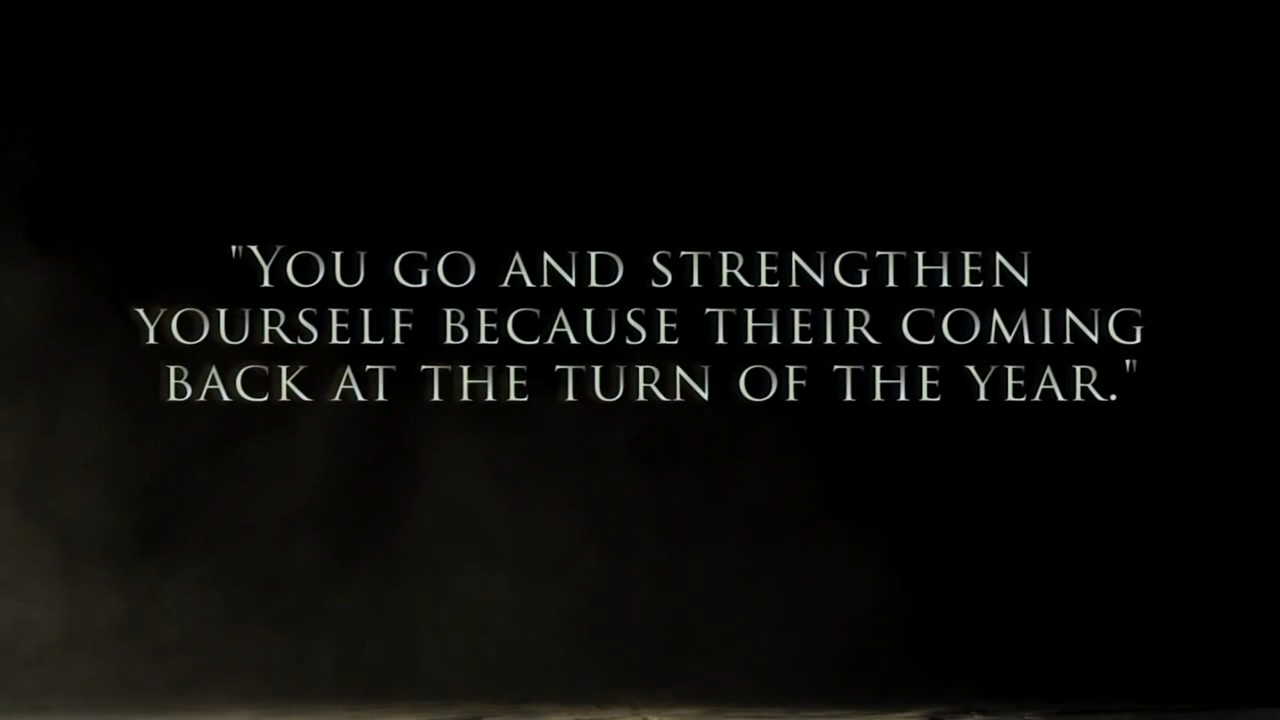 "You go and strengthen
yourself because their coming
back at the turn of the year."